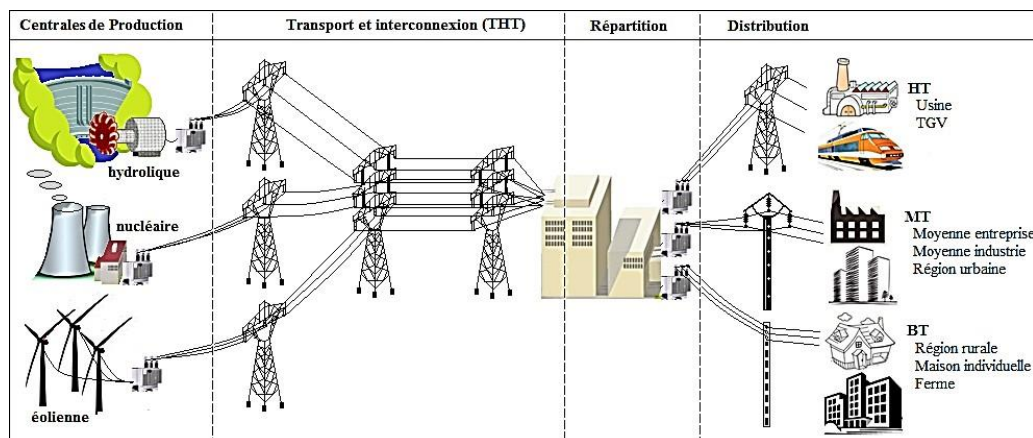 Centrales de Production
Transport et interconnexion (THT)
Répartition
Distribution
hydrolique
nucléaire
éolienne
HT
Usine
TGV
MT
Moyenne entreprise
Moyenne industrie
Région urbaine
BT
Région rurale
Maison individuelle
Ferme